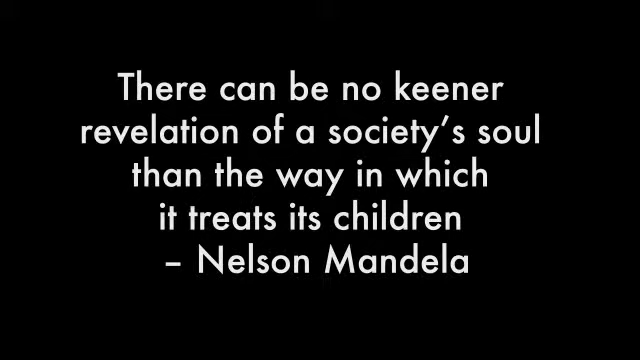 There can be no keener
revelation of a society’s soul
than the way in which
it treats its children
– Nelson Mandela